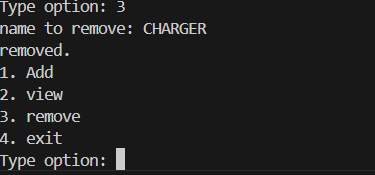 Type option: 3
name to remove: CHARGER
removed.
1. Add
2. view
3. remove
4. exit
Type option: